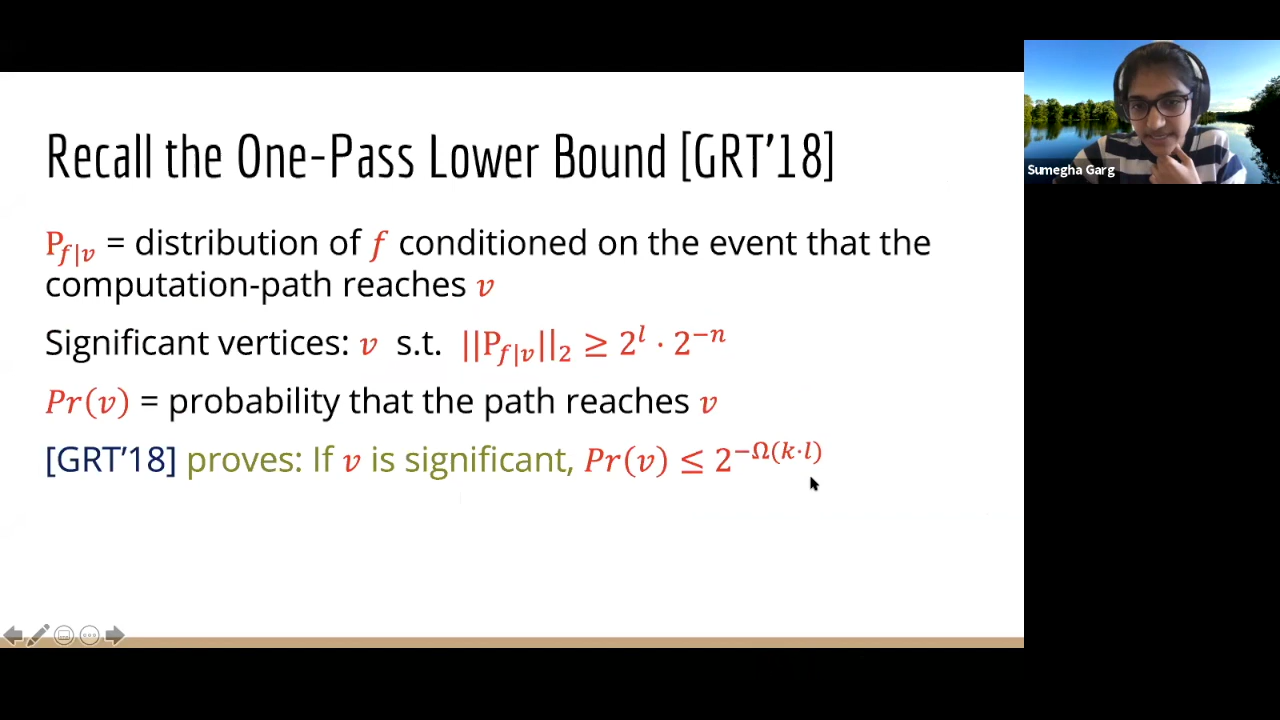 Recall the One-Pass Lower Bound [GRT'18]
P_{f|v} = distribution of f conditioned on the event that the
computation-path reaches v
Significant vertices: v s.t. ||P_{f|v}||_2 ≥ 2^l · 2^{-n}
Pr(v) = probability that the path reaches v
[GRT'18] proves: If v is significant, Pr(v) ≤ 2^{-Ω(k·l)}
Sumegha Garg